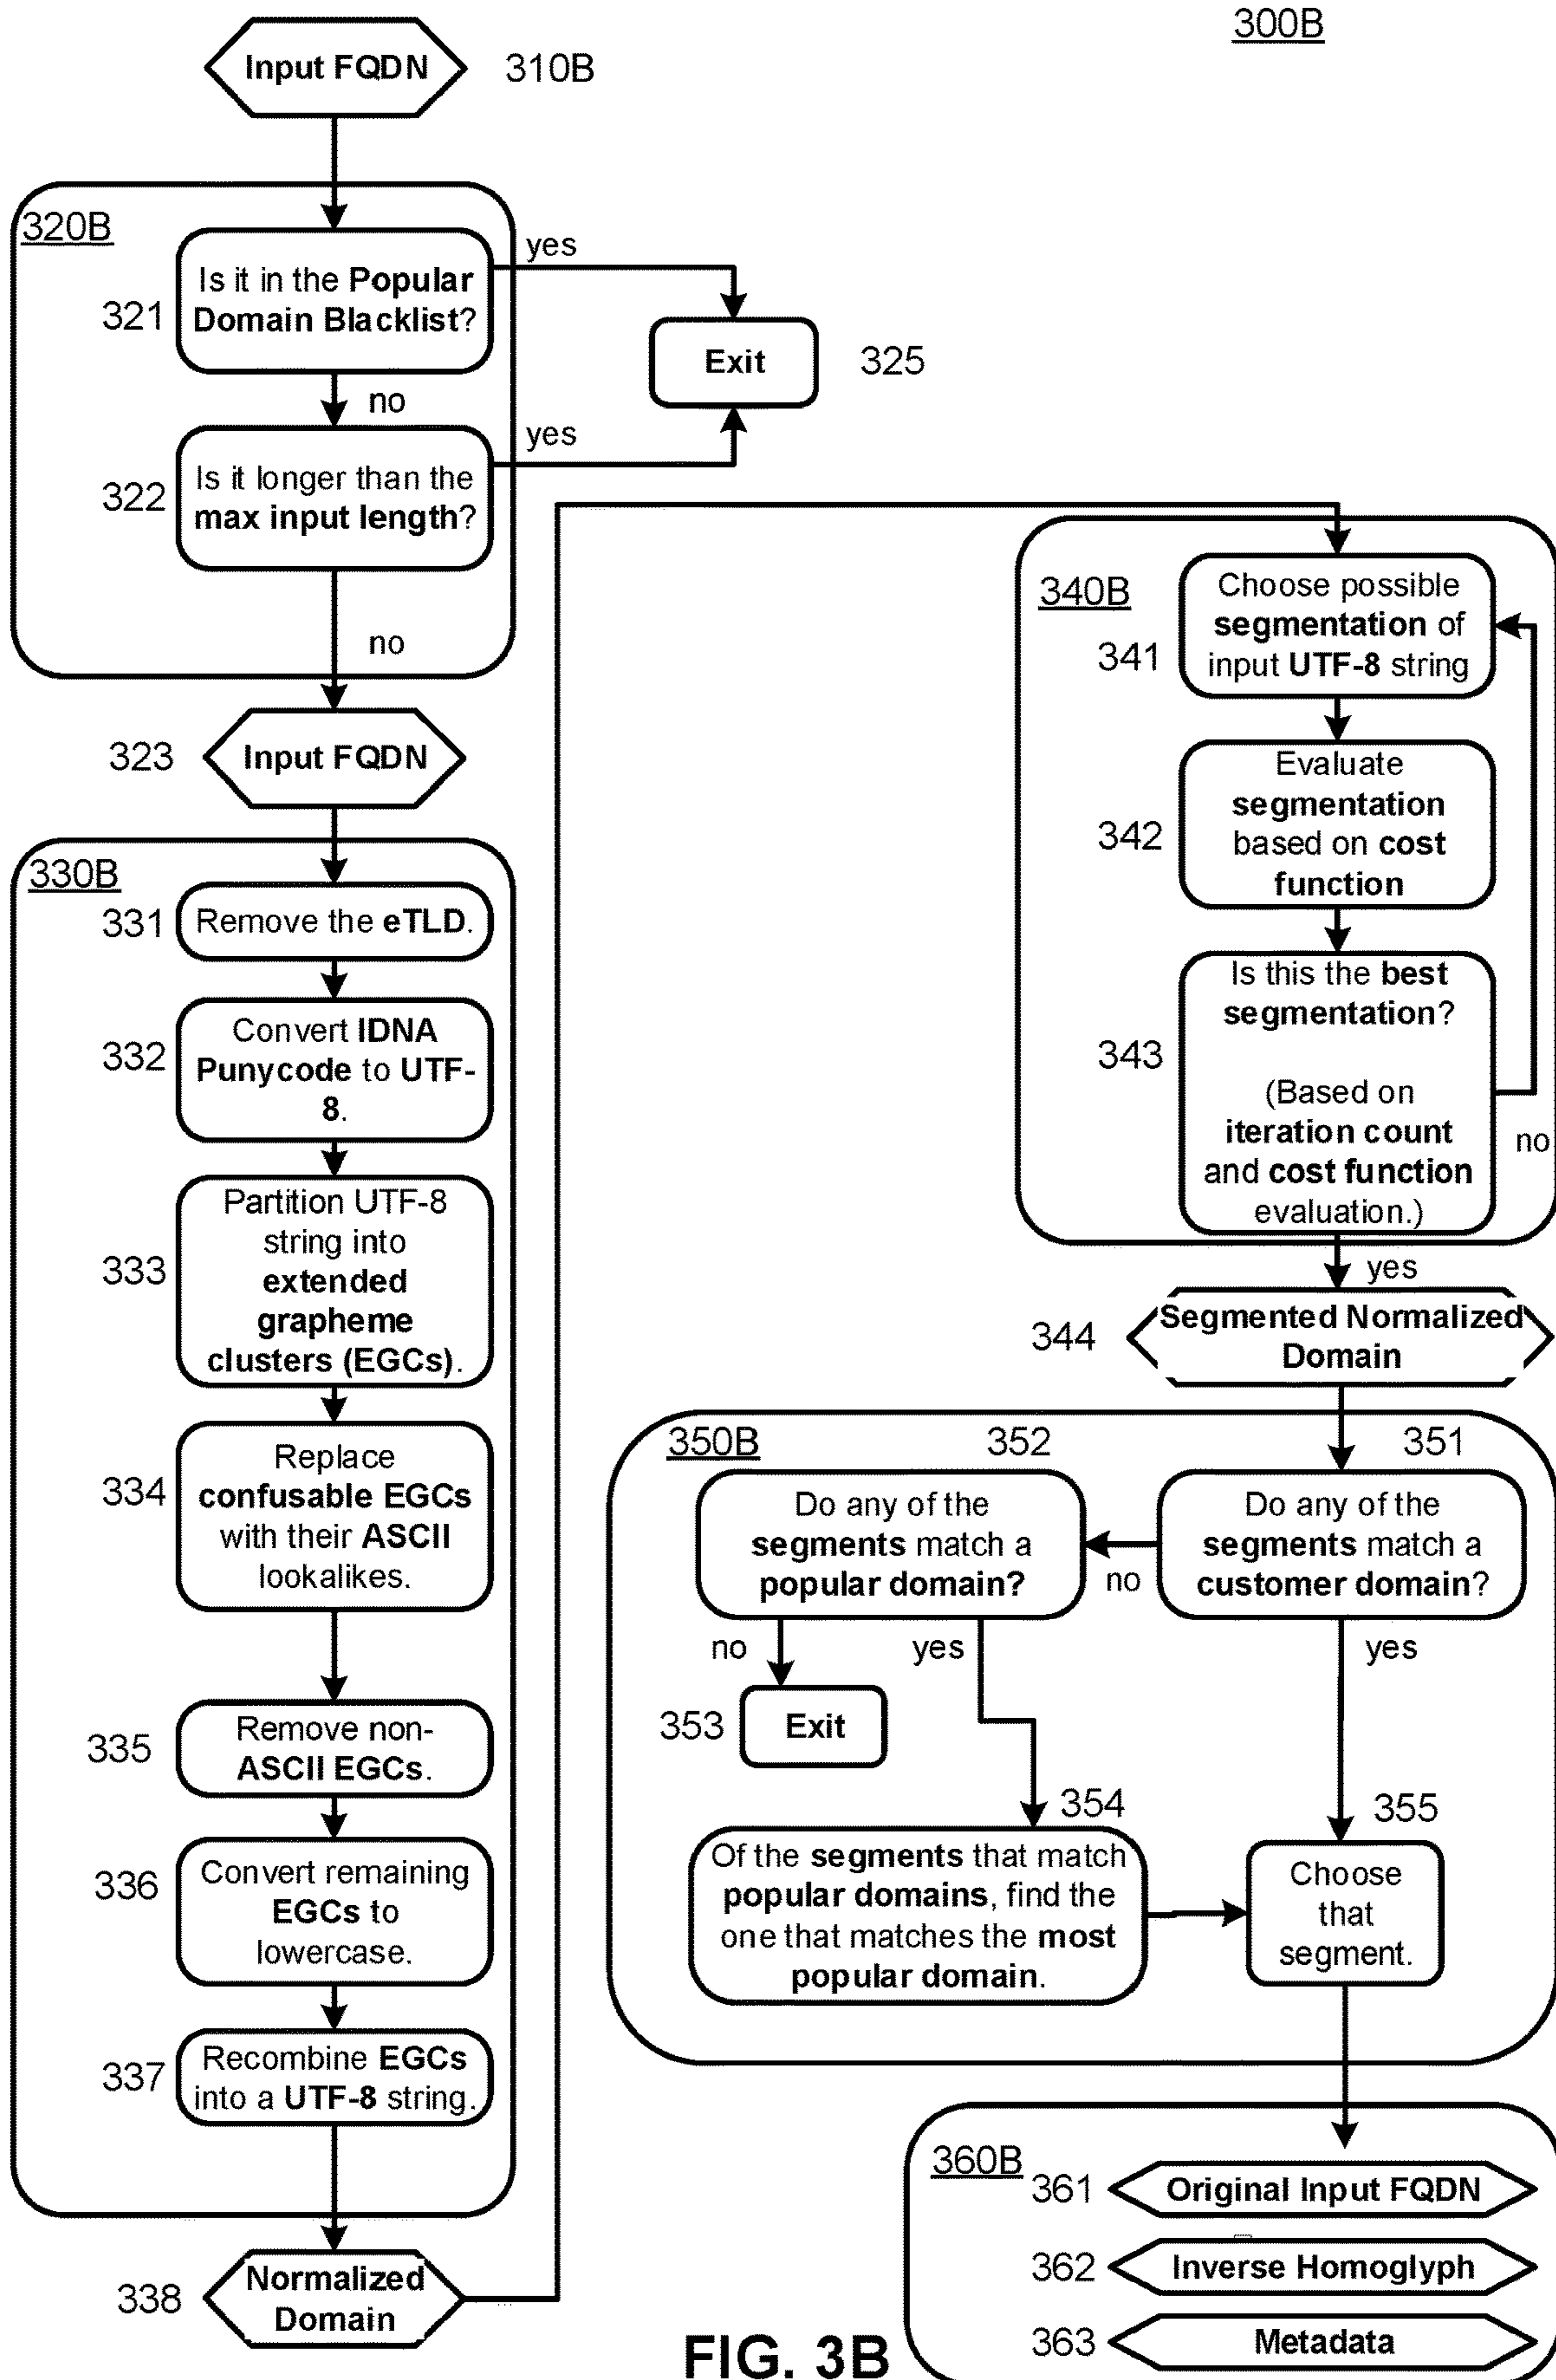 300B
Input FQDN
310B
320B
321
Is it in the Popular
Domain Blacklist?
yes
no
Exit
325
322
Is it longer than the
max input length?
yes
no
323
Input FQDN
330B
331
Remove the eTLD.
332
Convert IDNA
Punycode to UTF-
8.
333
Partition UTF-8
string into
extended
grapheme
clusters (EGCs).
334
Replace
confusable EGCs
with their ASCII
lookalikes.
335
Remove non-
ASCII EGCs.
336
Convert remaining
EGCs to
lowercase.
337
Recombine EGCs
into a UTF-8 string.
338
Normalized
Domain
340B
341
Choose possible
segmentation of
input UTF-8 string
342
Evaluate
segmentation
based on cost
function
343
Is this the best
segmentation?
(Based on
iteration count
and cost function
evaluation.)
no
yes
344
Segmented Normalized
Domain
350B
352
351
Do any of the
segments match a
popular domain?
Do any of the
segments match a
customer domain?
no
no
yes
yes
353
Exit
354
355
Of the segments that match
popular domains, find the
one that matches the most
popular domain.
Choose
that
segment.
360B
361
Original Input FQDN
362
Inverse Homoglyph
363
Metadata
FIG. 3B